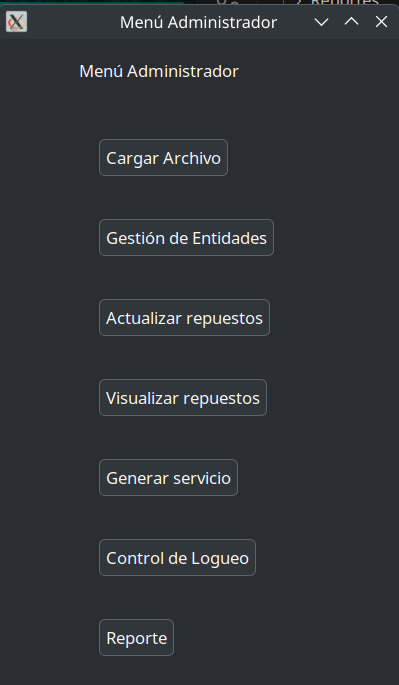 Reportes
Menú Administrador
Menú Administrador
Cargar Archivo
Gestión de Entidades
Actualizar repuestos
Visualizar repuestos
Generar servicio
Control de Logueo
Reporte